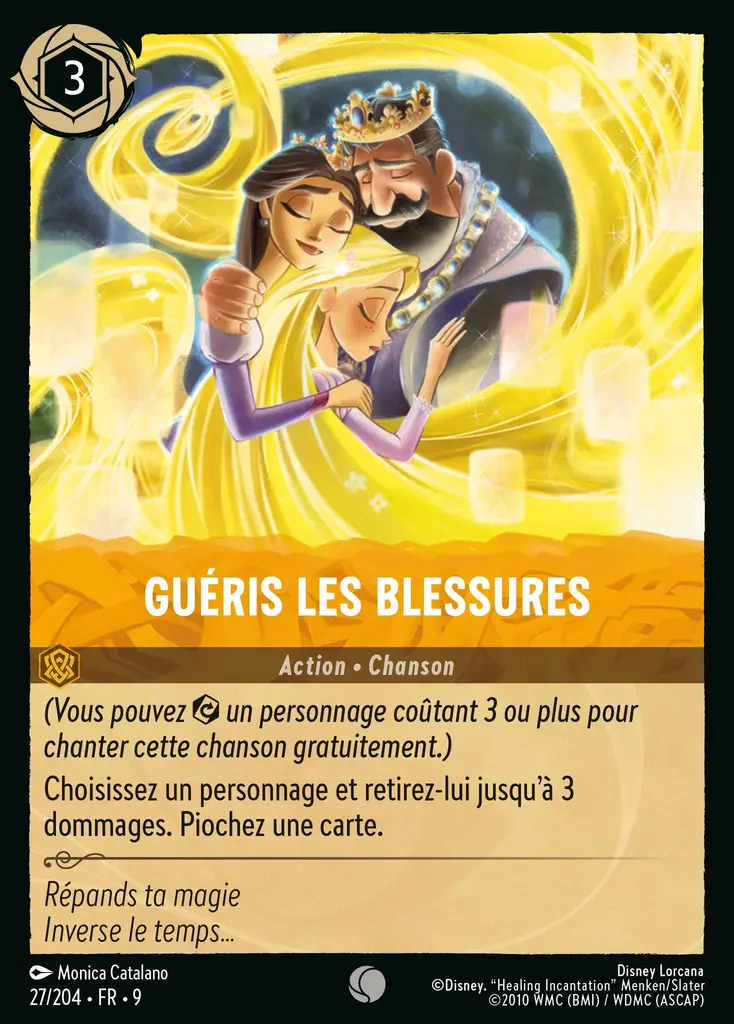 3
GUÉRIS LES BLESSURES
Action • Chanson
(Vous pouvez un personnage coûtant 3 ou plus pour
chanter cette chanson gratuitement.)
Choisissez un personnage et retirez-lui jusqu'à 3
dommages. Piochez une carte.
Répands ta magie
Inverse le temps...
Monica Catalano
27/204 • FR • 9
Disney Lorcana
©Disney. “Healing Incantation” Menken/Slater
©2010 WMC (BMI) / WDMC (ASCAP)